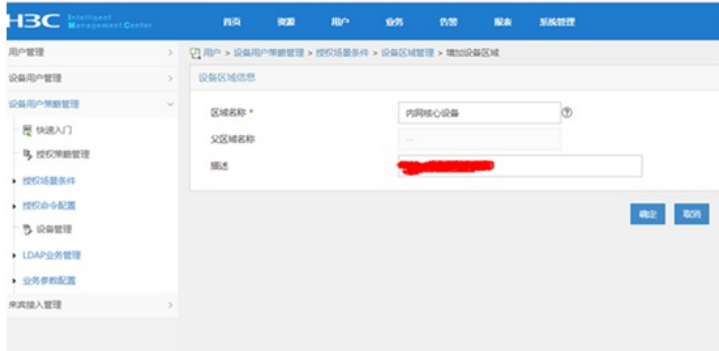 H3C Intelligent Management Center
首页 资源 用户 业务 告警 报表 系统管理
用户管理
用户 > 设备用户策略管理 > 授权场景条件 > 设备区域管理 > 增加设备区域
设备用户管理
设备区域信息
设备用户策略管理
区域名称 * 内网核心设备
快速入门
父区域名称 --
授权策略管理
描述
授权场景条件
授权命令配置
确定 取消
设备管理
LDAP业务管理
业务参数配置
来宾接入管理